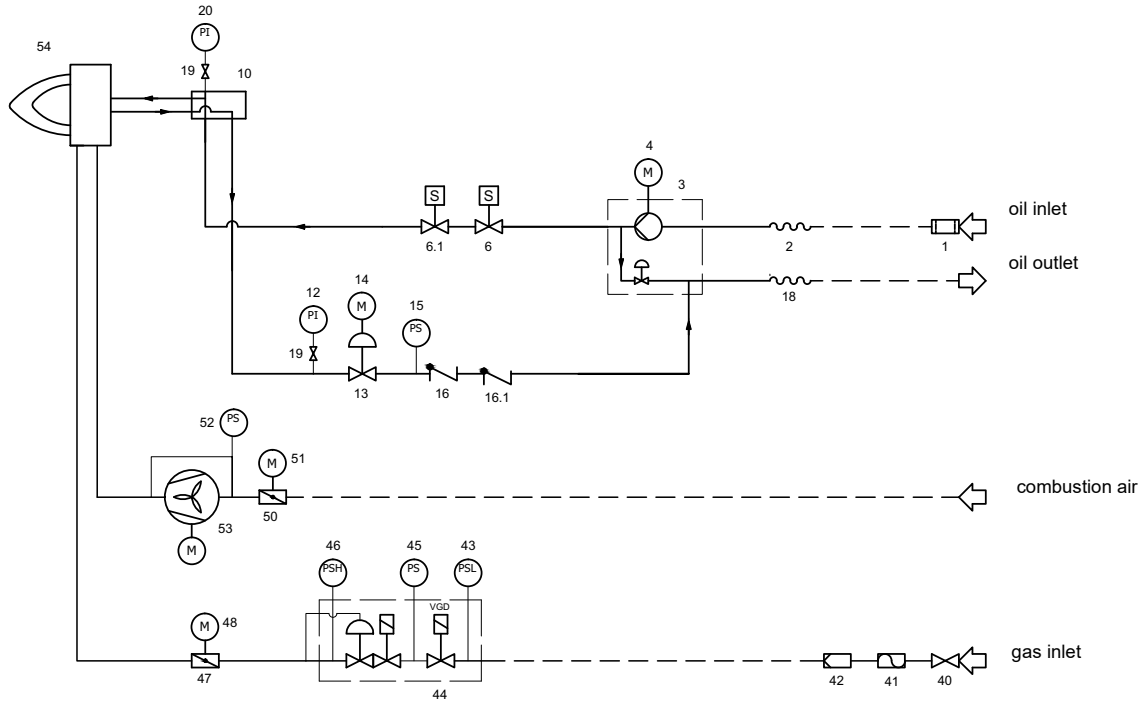 20
PI
54
19
10
4
M
3
S
S
6.1
6
2
1
oil inlet
18
oil outlet
12
PI
14
M
15
PS
19
13
16
16.1
52
PS
M
51
50
53
M
combustion air
46
PSH
45
PS
43
PSL
VGD
M
48
47
44
42
41
40
gas inlet